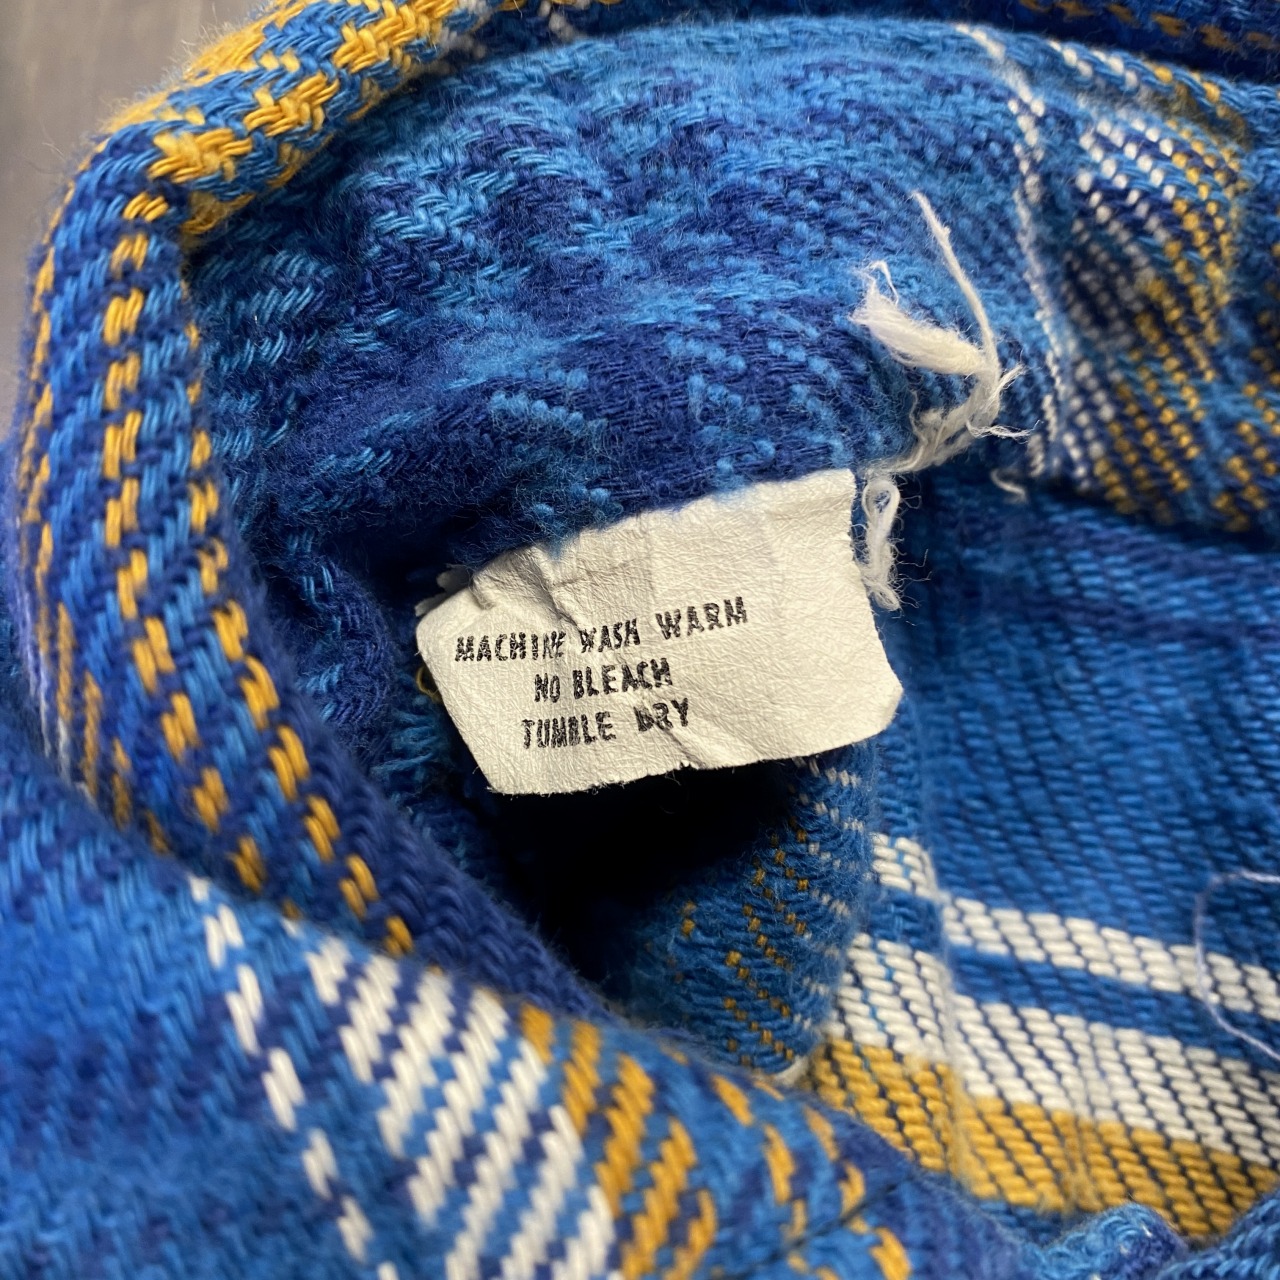 MACHINE WASH WARM
NO BLEACH
TUMBLE DRY